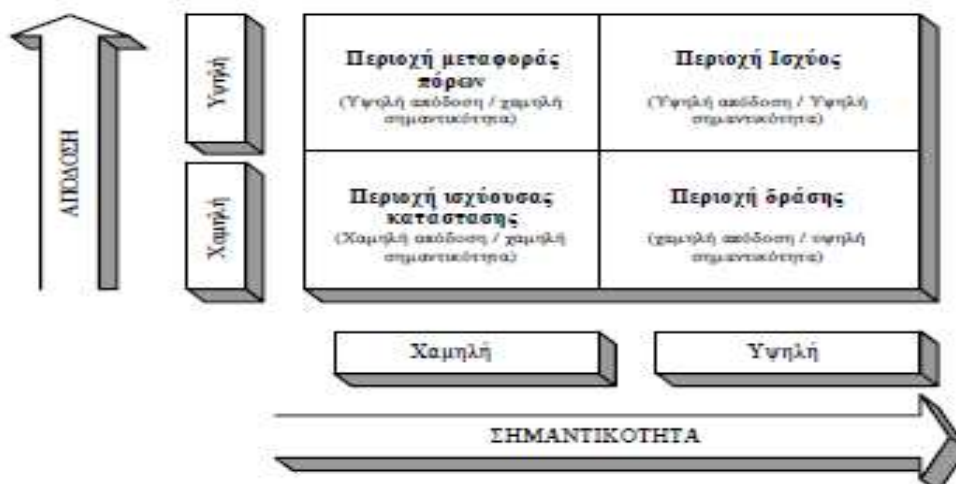 ΑΠΟΔΟΣΗ
Υψηλή
Χαμηλή
Περιοχή μεταφοράς
πόρων
(Υψηλή απόδοση / χαμηλή
σημαντικότητα)
Περιοχή Ισχύος
(Υψηλή απόδοση / Υψηλή
σημαντικότητα)
Περιοχή ισχύουσας
κατάστασης
(Χαμηλή απόδοση / χαμηλή
σημαντικότητα)
Περιοχή δράσης
(χαμηλή απόδοση / υψηλή
σημαντικότητα)
Χαμηλή
Υψηλή
ΣΗΜΑΝΤΙΚΟΤΗΤΑ